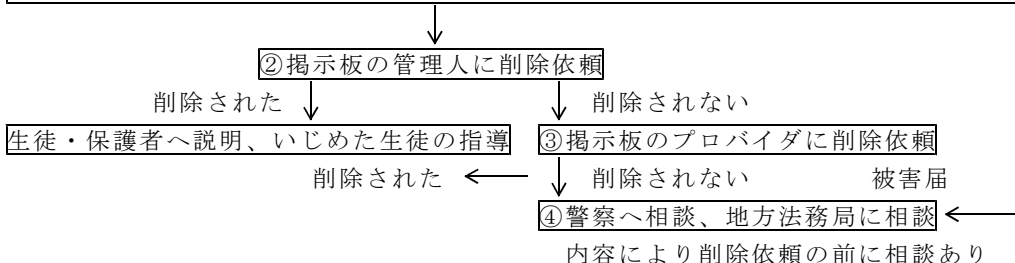 ②掲示板の管理人に削除依頼
削除された 削除されない
生徒・保護者へ説明、いじめた生徒の指導 ③掲示板のプロバイダに削除依頼
削除された 削除されない 被害届
④警察へ相談、地方法務局に相談
内容により削除依頼の前に相談あり